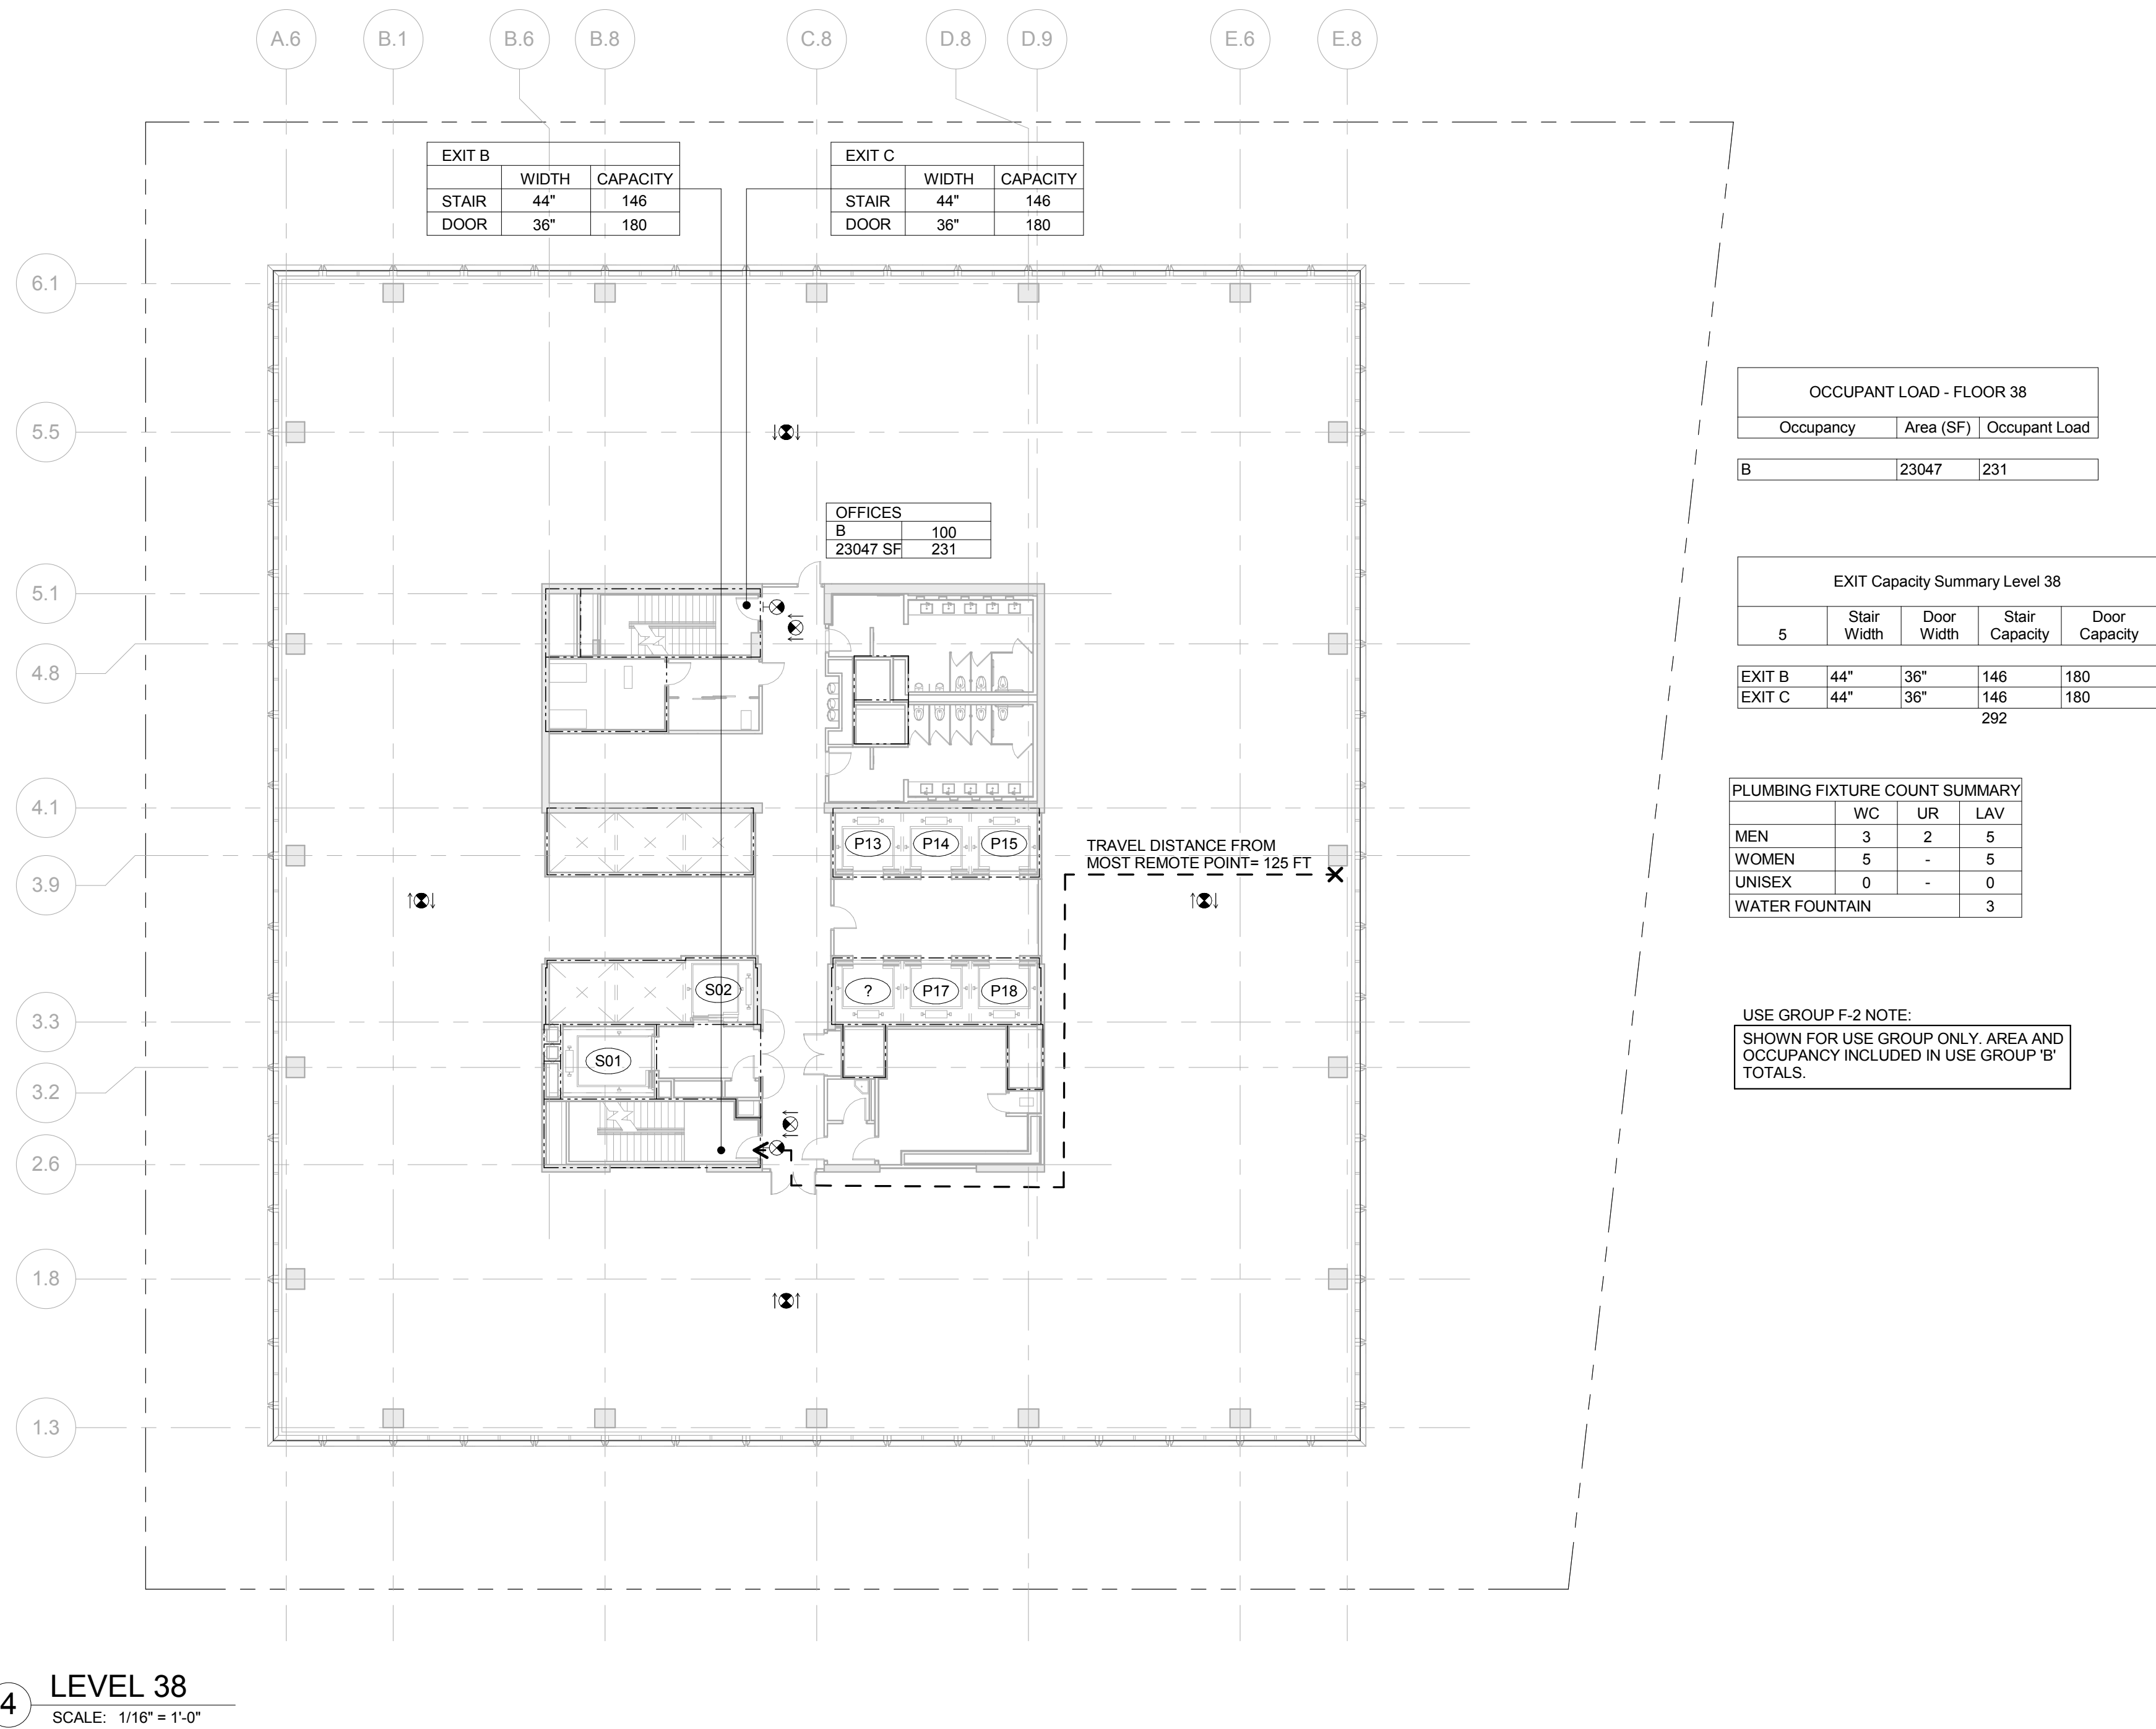 A.6 B.1 B.6 B.8 C.8 D.8 D.9 E.6 E.8
EXIT B
WIDTH CAPACITY
STAIR 44" 146
DOOR 36" 180
EXIT C
WIDTH CAPACITY
STAIR 44" 146
DOOR 36" 180
6.1
5.5
5.1
4.8
4.1
3.9
3.3
3.2
2.6
1.8
1.3
OFFICES
B 100
23047 SF 231
P13 P14 P15
TRAVEL DISTANCE FROM
MOST REMOTE POINT= 125 FT
S02
? P17 P18
S01
OCCUPANT LOAD - FLOOR 38
Occupancy Area (SF) Occupant Load
B 23047 231
EXIT Capacity Summary Level 38
5 Stair Width Door Width Stair Capacity Door Capacity
EXIT B 44" 36" 146 180
EXIT C 44" 36" 146 180
292
PLUMBING FIXTURE COUNT SUMMARY
WC UR LAV
MEN 3 2 5
WOMEN 5 - 5
UNISEX 0 - 0
WATER FOUNTAIN 3
USE GROUP F-2 NOTE:
SHOWN FOR USE GROUP ONLY. AREA AND
OCCUPANCY INCLUDED IN USE GROUP 'B'
TOTALS.
4 LEVEL 38
SCALE: 1/16" = 1'-0"